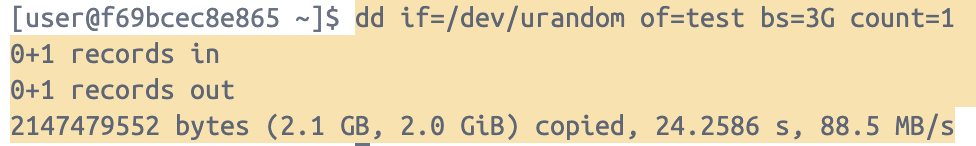 [user@f69bcec8e865 ~]$ dd if=/dev/urandom of=test bs=3G count=1
0+1 records in
0+1 records out
2147479552 bytes (2.1 GB, 2.0 GiB) copied, 24.2586 s, 88.5 MB/s